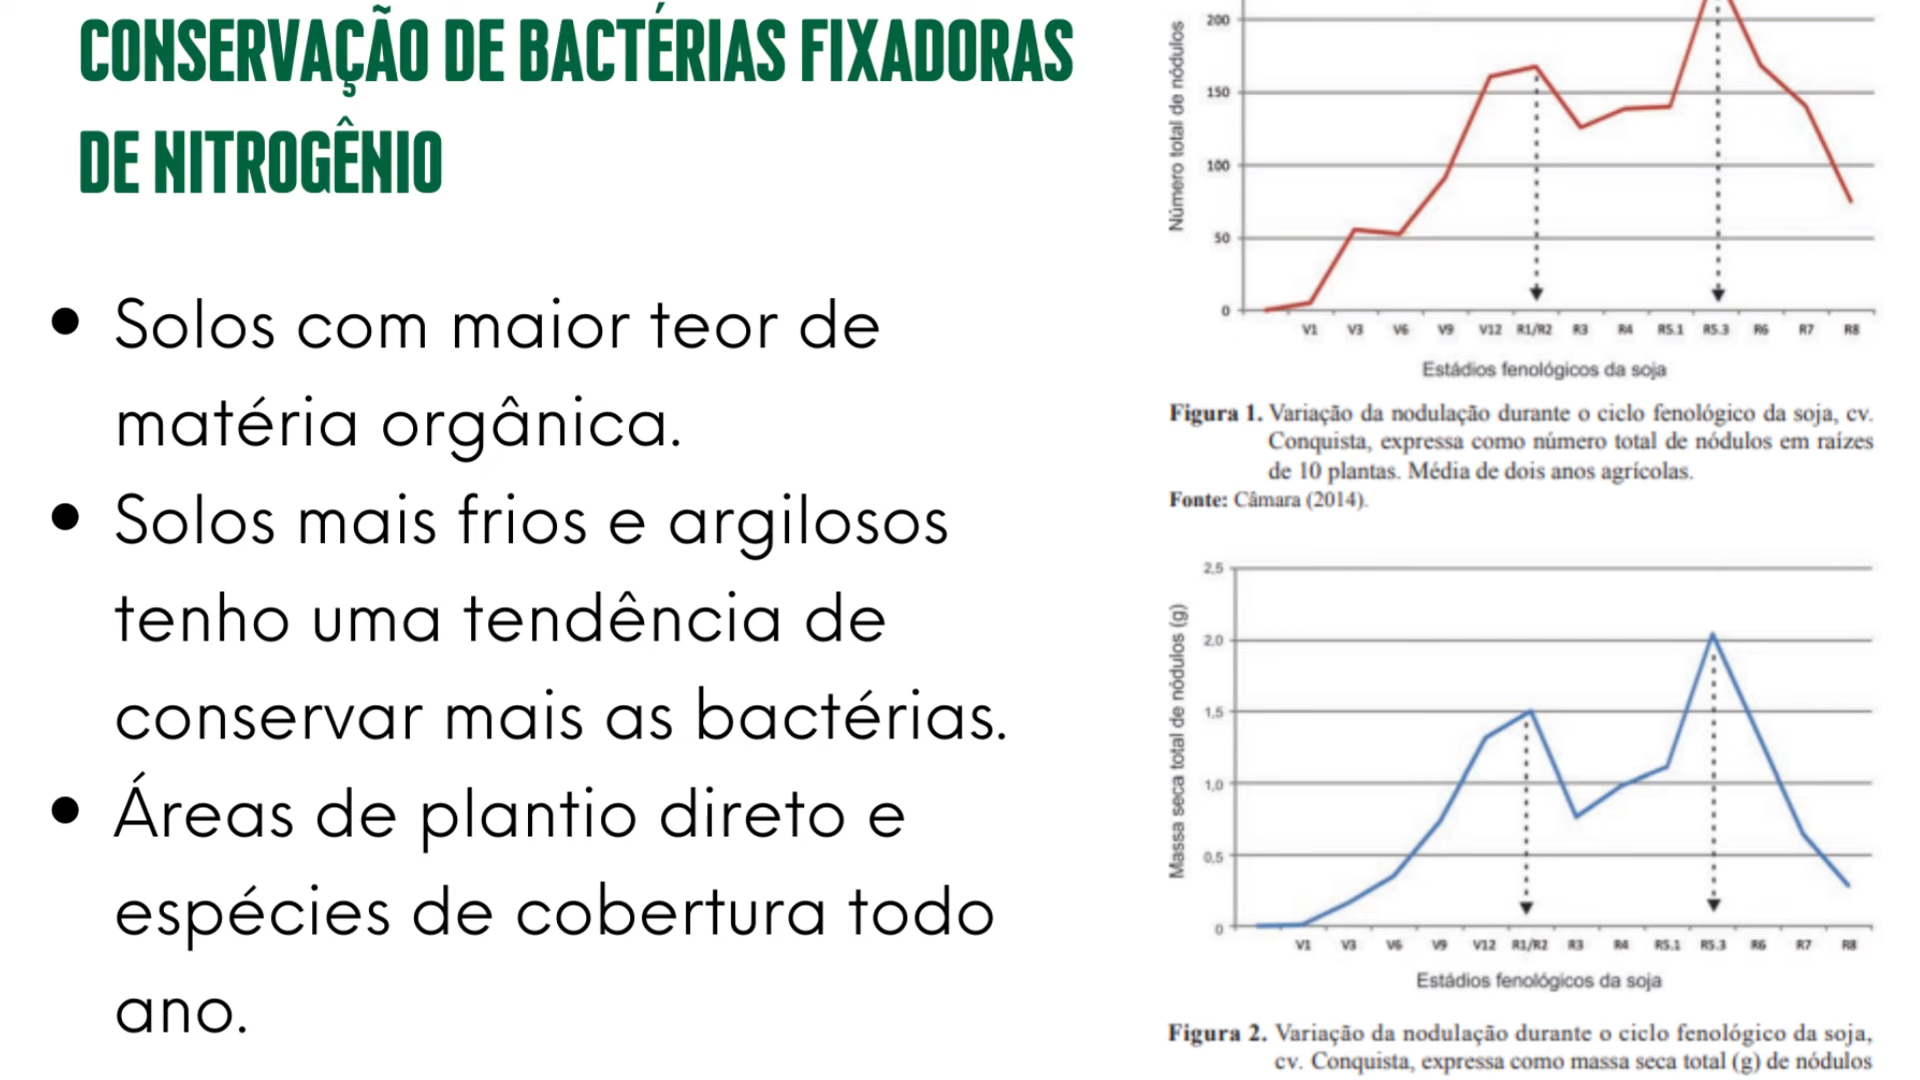 CONSERVAÇÃO DE BACTÉRIAS FIXADORAS
DE NITROGÊNIO
• Solos com maior teor de
matéria orgânica.
• Solos mais frios e argilosos
tenho uma tendência de
conservar mais as bactérias.
• Áreas de plantio direto e
espécies de cobertura todo
ano.
Número total de nódulos
200
150
100
50
0
V1 V3 V6 V9 V12 R1/R2 R3 R4 R5.1 R5.3 R6 R7 R8
Estádios fenológicos da soja
Figura 1. Variação da nodulação durante o ciclo fenológico da soja, cv.
Conquista, expressa como número total de nódulos em raízes
de 10 plantas. Média de dois anos agrícolas.
Fonte: Câmara (2014).
Massa seca total de nódulos (g)
2,5
2,0
1,5
1,0
0,5
0
V1 V3 V6 V9 V12 R1/R2 R3 R4 R5.1 R5.3 R6 R7 R8
Estádios fenológicos da soja
Figura 2. Variação da nodulação durante o ciclo fenológico da soja,
cv. Conquista, expressa como massa seca total (g) de nódulos